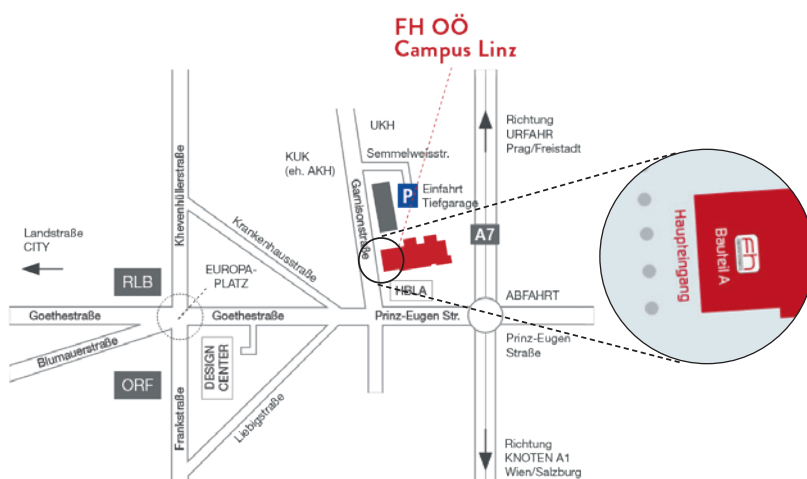 FH OÖ
Campus Linz
UKH
Semmelweisstr.
KUK
(eh. AKH)
P
Einfahrt
Tiefgarage
Richtung
URFAHR
Prag/Freistadt
Khevenhüllerstraße
Krankenhausstraße
Garnisonstraße
A7
Landstraße
CITY
RLB
EUROPA-
PLATZ
HBLA
ABFAHRT
Goethestraße
Goethestraße
Prinz-Eugen Str.
Prinz-Eugen
Straße
Blumauerstraße
ORF
DESIGN
CENTER
Frankstraße
Liebigstraße
Richtung
KNOTEN A1
Wien/Salzburg
fh
Bauteil A
Haupteingang